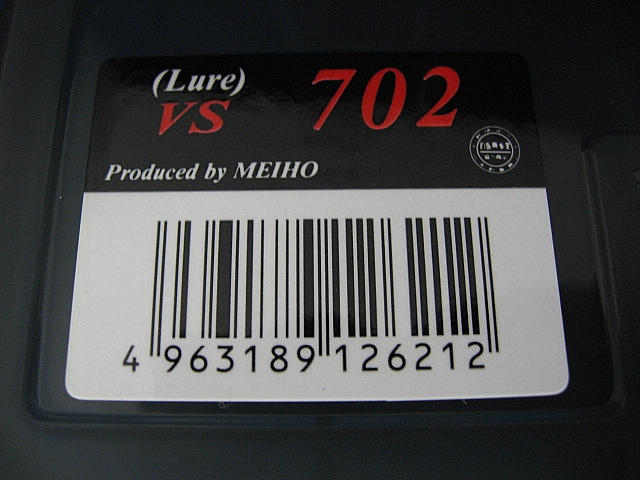 (Lure)
VS 702
Produced by MEIHO
4 963189 126212